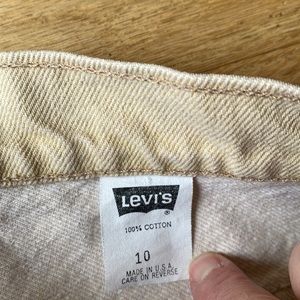 LEVI'S
®
100% COTTON
10
MADE IN U.S.A.
CARE ON REVERSE